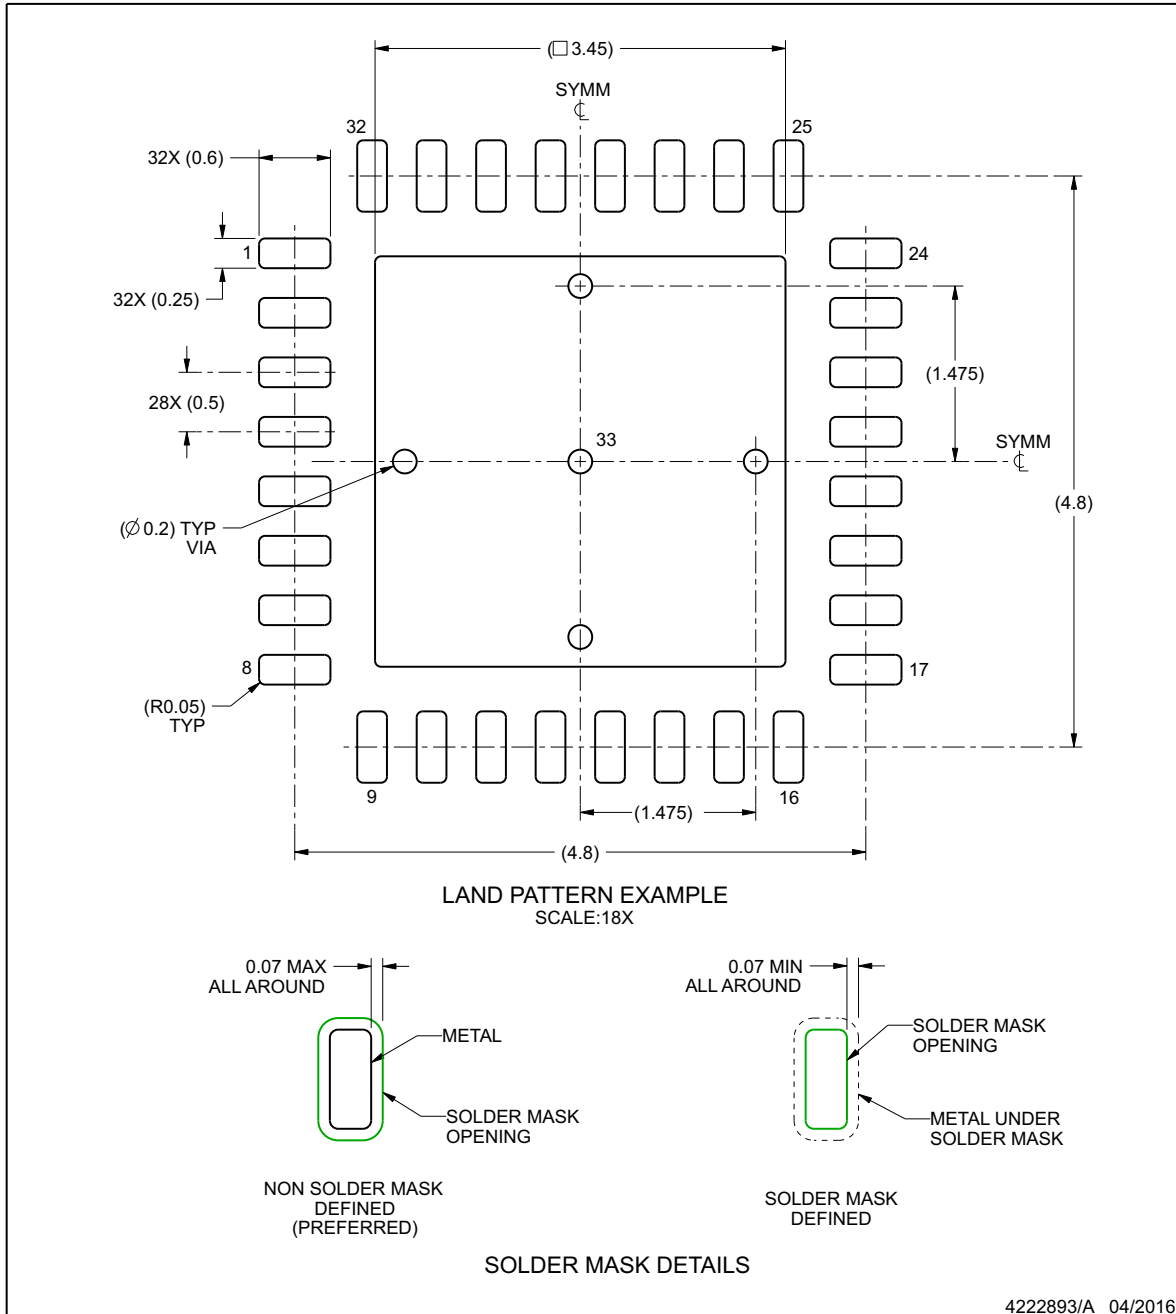 (□ 3.45)
SYMM
℄
32
25
32X (0.6)
1
24
32X (0.25)
(1.475)
28X (0.5)
33
SYMM
℄
(4.8)
(Ø 0.2) TYP
VIA
8
17
(R0.05)
TYP
9
16
(1.475)
(4.8)
LAND PATTERN EXAMPLE
SCALE:18X
0.07 MAX
ALL AROUND
METAL
SOLDER MASK
OPENING
NON SOLDER MASK
DEFINED
(PREFERRED)
0.07 MIN
ALL AROUND
SOLDER MASK
OPENING
METAL UNDER
SOLDER MASK
SOLDER MASK
DEFINED
SOLDER MASK DETAILS
4222893/A 04/2016